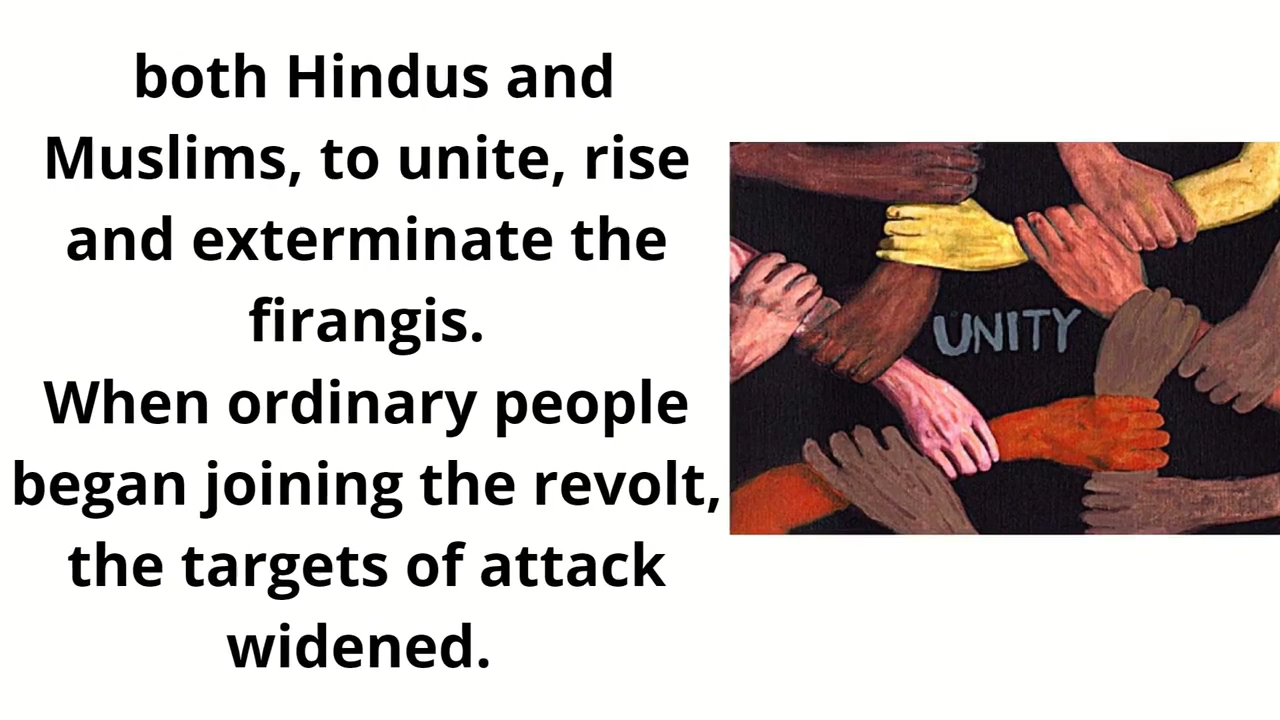 both Hindus and
Muslims, to unite, rise
and exterminate the
firangis.
When ordinary people
began joining the revolt,
the targets of attack
widened.
UNITY